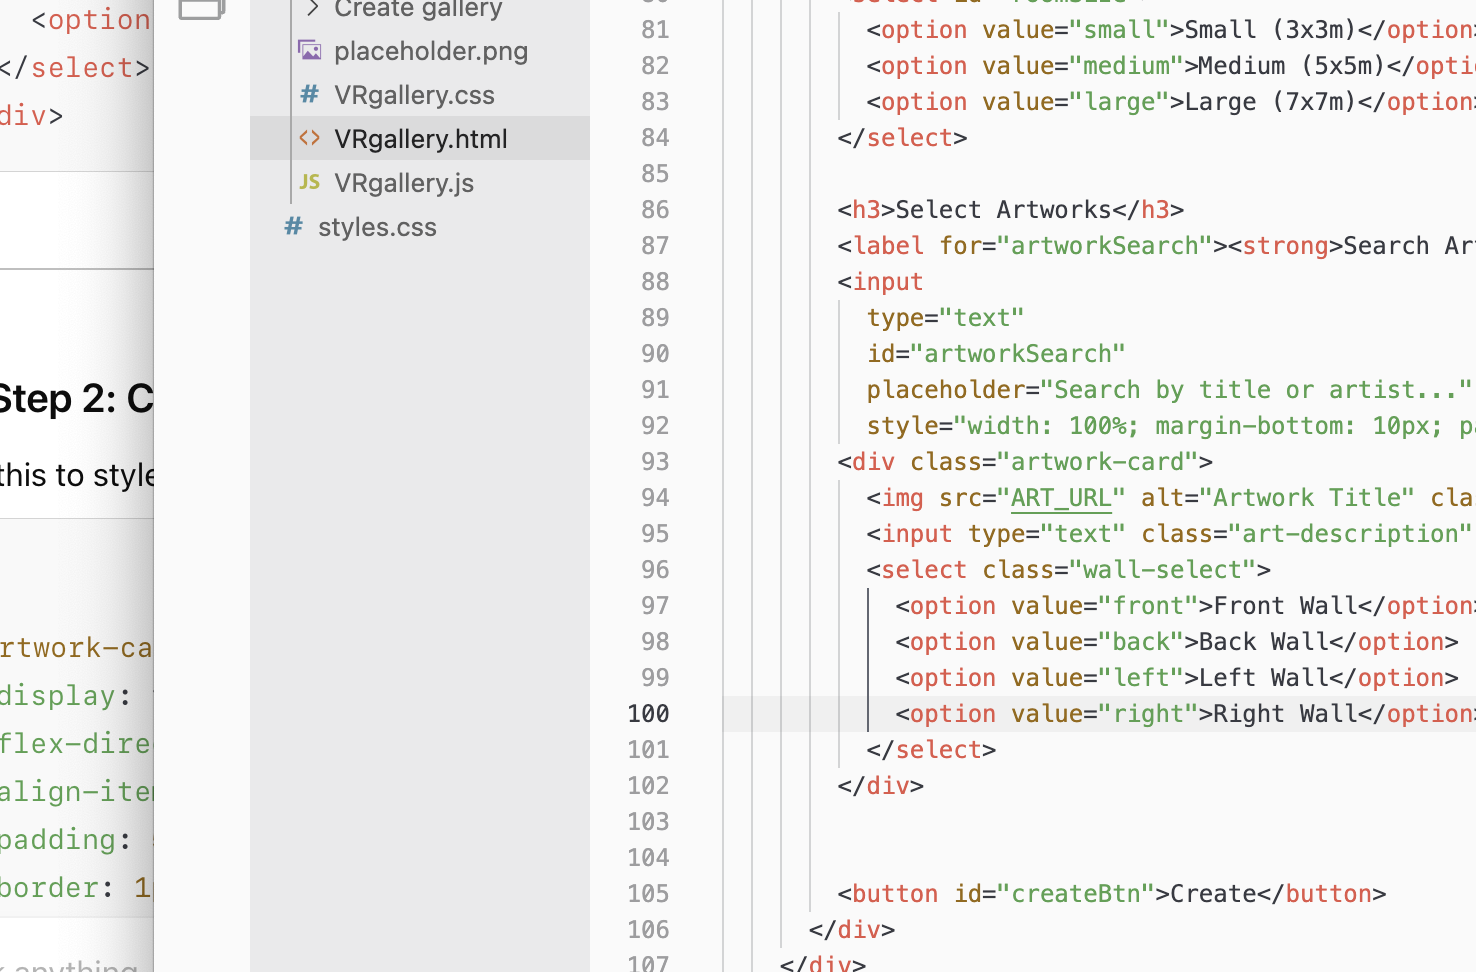 <option
</select>
div>
Step 2: C
this to style
rtwork-ca
display:
flex-dire
align-iter
padding:
border: 1
k anything
Create gallery
placeholder.png
# VRgallery.css
<> VRgallery.html
JS VRgallery.js
# styles.css
81 <option value="small">Small (3x3m)</option>
82 <option value="medium">Medium (5x5m)</opti
83 <option value="large">Large (7x7m)</option>
84 </select>
85
86 <h3>Select Artworks</h3>
87 <label for="artworkSearch"><strong>Search Ar
88 <input
89 type="text"
90 id="artworkSearch"
91 placeholder="Search by title or artist..."
92 style="width: 100%; margin-bottom: 10px; pa
93 <div class="artwork-card">
94 <img src="ART_URL" alt="Artwork Title" cla
95 <input type="text" class="art-description"
96 <select class="wall-select">
97 <option value="front">Front Wall</option>
98 <option value="back">Back Wall</option>
99 <option value="left">Left Wall</option>
100 <option value="right">Right Wall</option>
101 </select>
102 </div>
103
104
105 <button id="createBtn">Create</button>
106 </div>
107 </div>